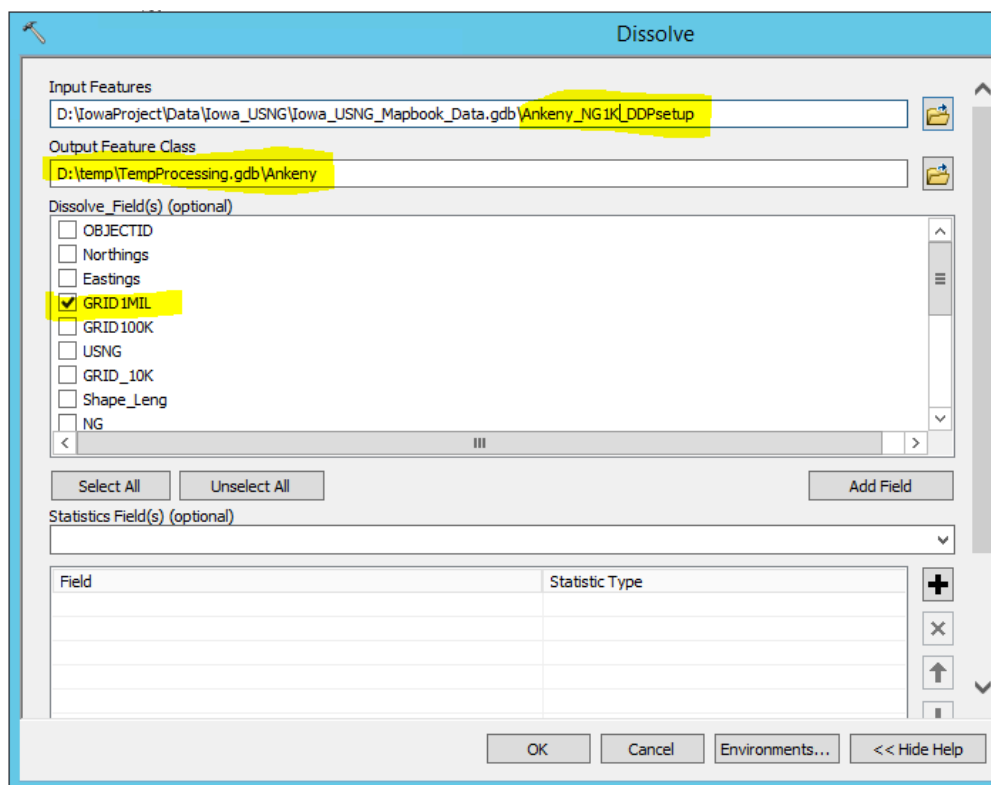 Dissolve
Input Features
D:\IowaProject\Data\Iowa_USNG\Iowa_USNG_Mapbook_Data.gdb\Ankeny_NG1K_DDPsetup
Output Feature Class
D:\temp\TempProcessing.gdb\Ankeny
Dissolve_Field(s) (optional)
OBJECTID
Northings
Eastings
GRID1MIL
GRID100K
USNG
GRID_10K
Shape_Leng
NG
Select All Unselect All Add Field
Statistics Field(s) (optional)
Field Statistic Type
OK Cancel Environments... << Hide Help